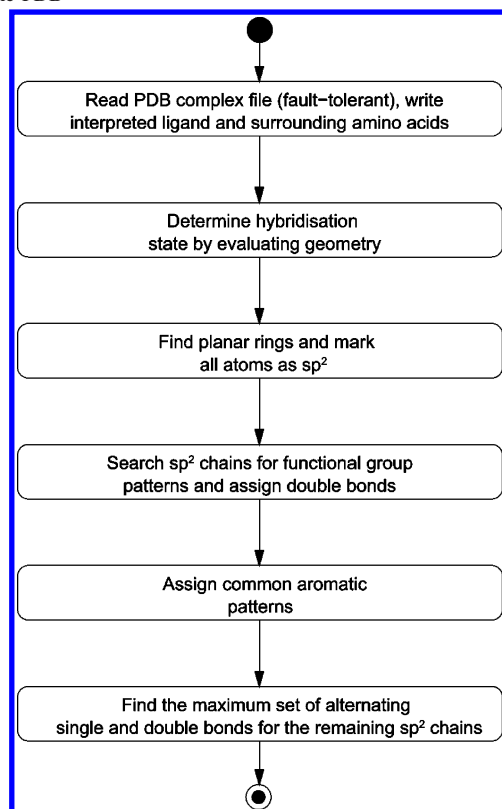 Read PDB complex file (fault−tolerant), write
interpreted ligand and surrounding amino acids
Determine hybridisation
state by evaluating geometry
Find planar rings and mark
all atoms as sp²
Search sp² chains for functional group
patterns and assign double bonds
Assign common aromatic
patterns
Find the maximum set of alternating
single and double bonds for the remaining sp² chains